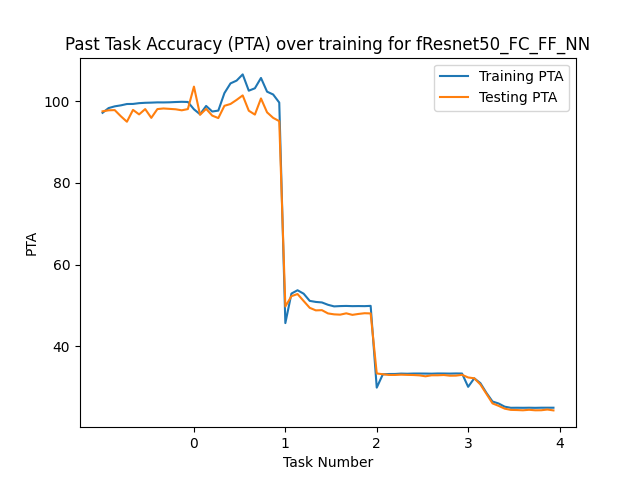 Past Task Accuracy (PTA) over training for fResnet50_FC_FF_NN
Training PTA
Testing PTA
100
80
60
40
PTA
0 1 2 3 4
Task Number